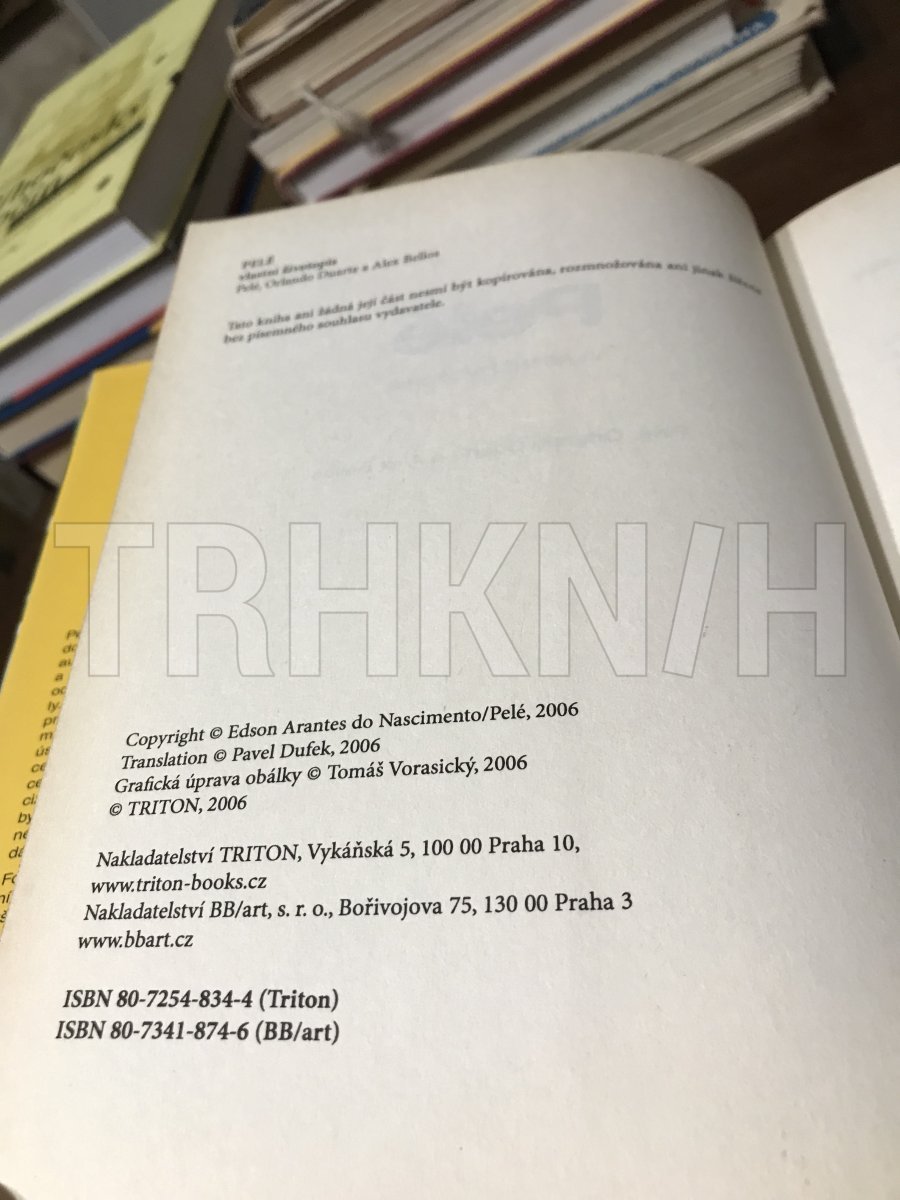 PELÉ
vlastní životopis
Pelé, Orlando Duarte a Alex Bellos
Tato kniha ani žádná její část nesmí být kopírována, rozmnožována ani jinak šířena
bez písemného souhlasu vydavatele.
TRHKN/H
Copyright © Edson Arantes do Nascimento/Pelé, 2006
Translation © Pavel Dufek, 2006
Grafická úprava obálky © Tomáš Vorasický, 2006
© TRITON, 2006
Nakladatelství TRITON, Vykáňská 5, 100 00 Praha 10,
www.triton-books.cz
Nakladatelství BB/art, s. r. o., Bořivojova 75, 130 00 Praha 3
www.bbart.cz
ISBN 80-7254-834-4 (Triton)
ISBN 80-7341-874-6 (BB/art)